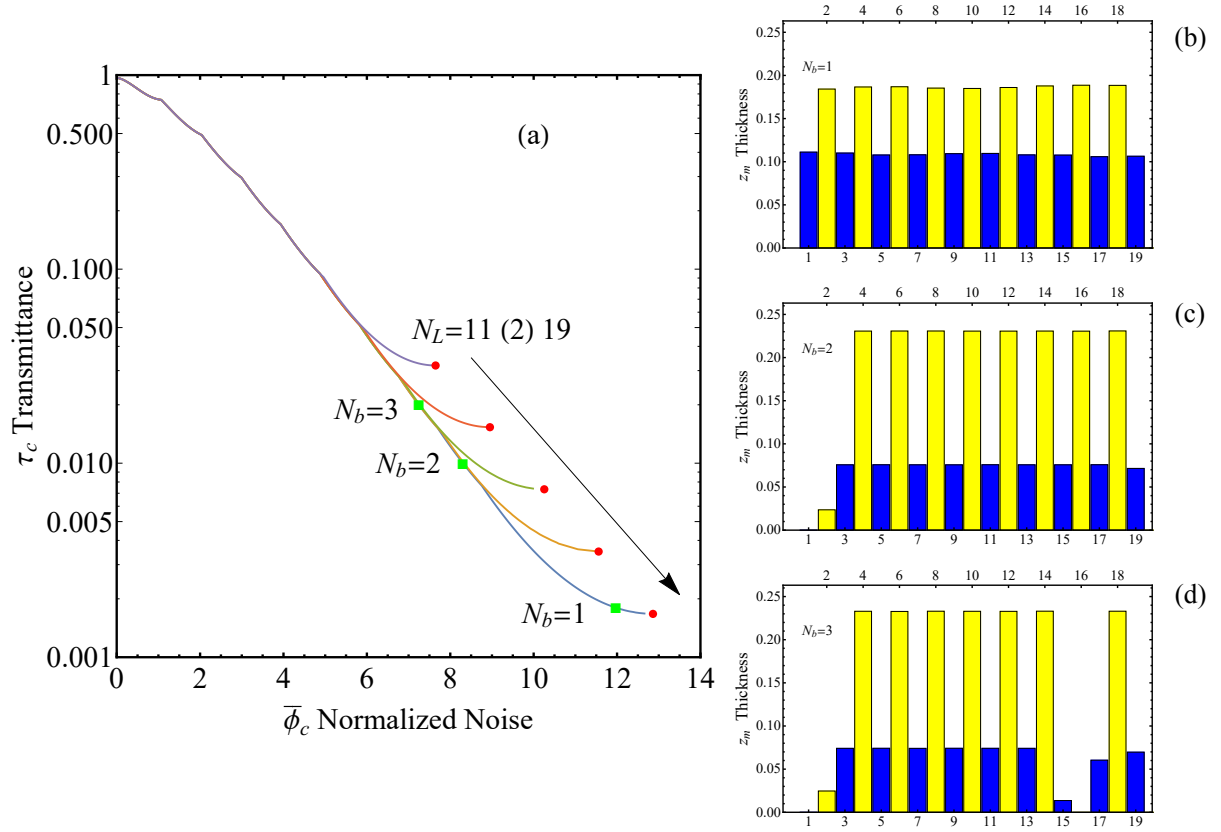 (a)
1
0.500
0.100
0.050
0.010
0.005
0.001
τc Transmittance
0 2 4 6 8 10 12 14
ϕ̅c Normalized Noise
NL=11 (2) 19
Nb=3
Nb=2
Nb=1
(b)
2 4 6 8 10 12 14 16 18
Nb=1
0.25
0.20
0.15
0.10
0.05
0.00
zm Thickness
1 3 5 7 9 11 13 15 17 19
(c)
2 4 6 8 10 12 14 16 18
Nb=2
0.25
0.20
0.15
0.10
0.05
0.00
zm Thickness
1 3 5 7 9 11 13 15 17 19
(d)
2 4 6 8 10 12 14 16 18
Nb=3
0.25
0.20
0.15
0.10
0.05
0.00
zm Thickness
1 3 5 7 9 11 13 15 17 19